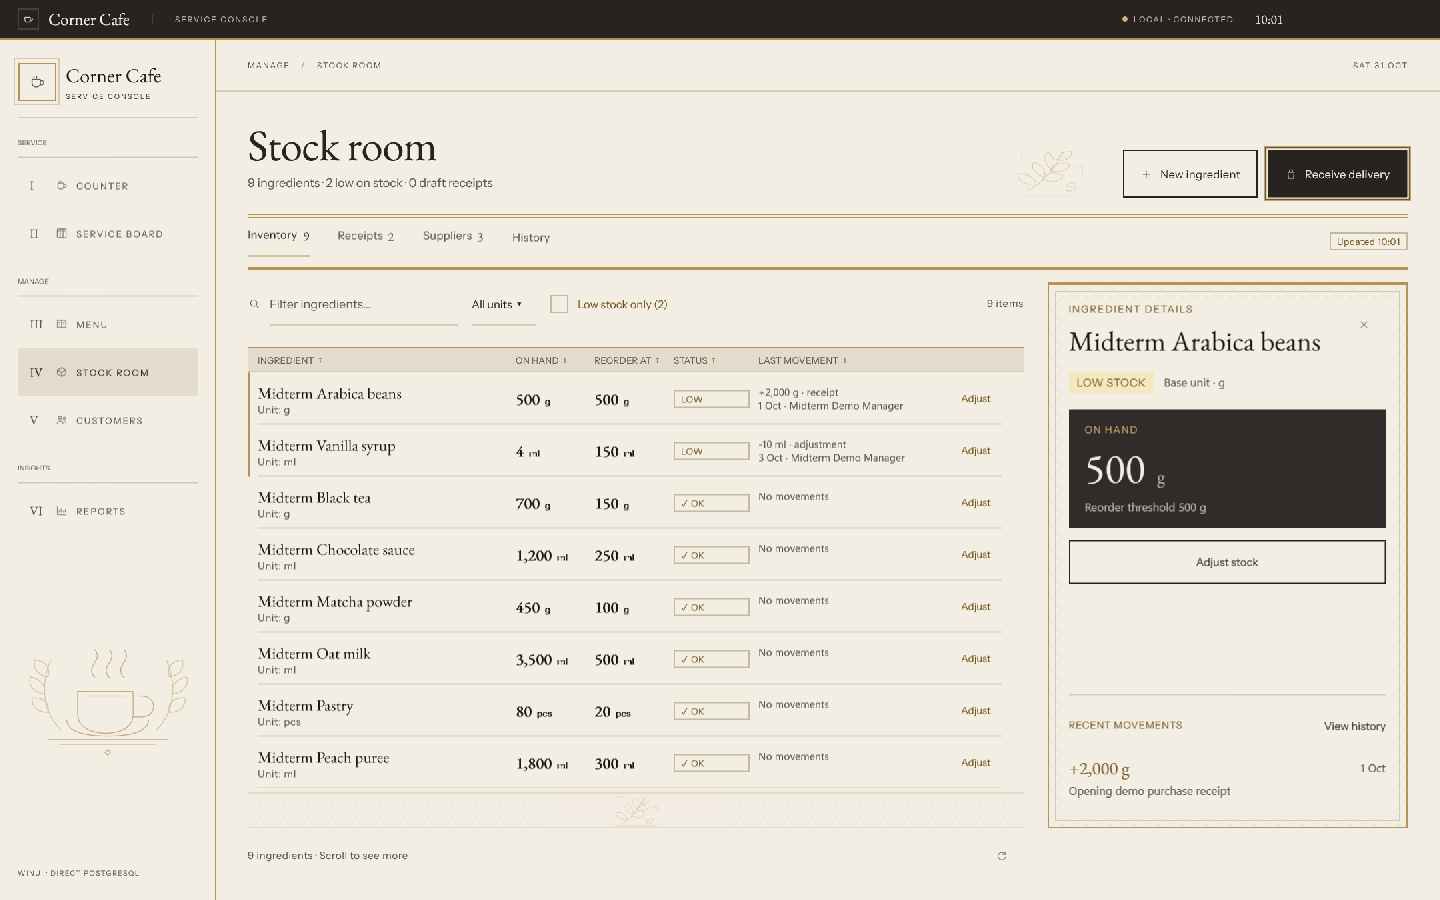 Corner Cafe
SERVICE CONSOLE
LOCAL · CONNECTED
10:01
Corner Cafe
SERVICE CONSOLE
SERVICE
I COUNTER
II SERVICE BOARD
MANAGE
III MENU
IV STOCK ROOM
V CUSTOMERS
INSIGHTS
VI REPORTS
WINUI · DIRECT POSTGRESQL
MANAGE / STOCK ROOM
SAT 31 OCT
Stock room
9 ingredients · 2 low on stock · 0 draft receipts
+ New ingredient
Receive delivery
Inventory 9 Receipts 2 Suppliers 3 History
Updated 10:01
Filter ingredients...
All units
Low stock only (2)
9 items
INGREDIENT ↕ ON HAND ↕ REORDER AT ↕ STATUS ↕ LAST MOVEMENT ↕
Midterm Arabica beans 500 g 500 g LOW +2,000 g · receipt Adjust
Unit: g 1 Oct · Midterm Demo Manager
Midterm Vanilla syrup 4 ml 150 ml LOW -10 ml · adjustment Adjust
Unit: ml 3 Oct · Midterm Demo Manager
Midterm Black tea 700 g 150 g ✓ OK No movements Adjust
Unit: g
Midterm Chocolate sauce 1,200 ml 250 ml ✓ OK No movements Adjust
Unit: ml
Midterm Matcha powder 450 g 100 g ✓ OK No movements Adjust
Unit: g
Midterm Oat milk 3,500 ml 500 ml ✓ OK No movements Adjust
Unit: ml
Midterm Pastry 80 pcs 20 pcs ✓ OK No movements Adjust
Unit: pcs
Midterm Peach puree 1,800 ml 300 ml ✓ OK No movements Adjust
Unit: ml
9 ingredients · Scroll to see more
INGREDIENT DETAILS
Midterm Arabica beans
LOW STOCK Base unit · g
ON HAND
500 g
Reorder threshold 500 g
Adjust stock
RECENT MOVEMENTS View history
+2,000 g 1 Oct
Opening demo purchase receipt